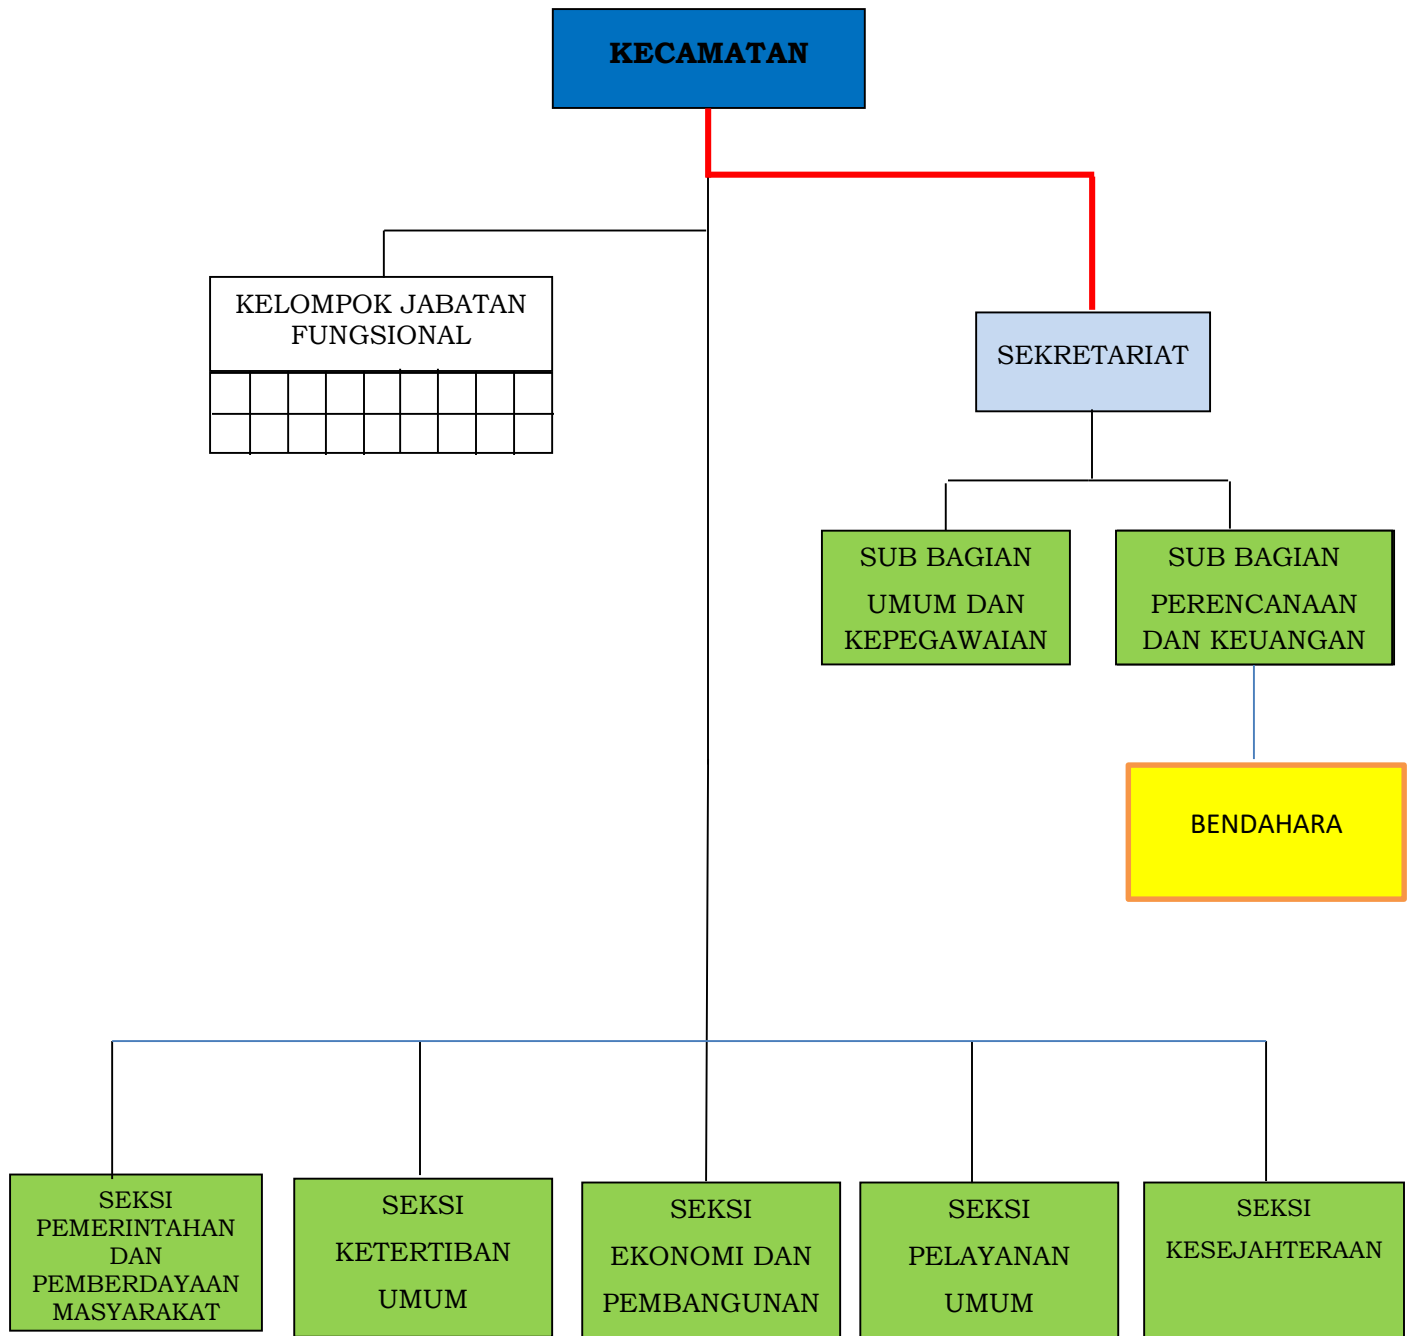 KECAMATAN
KELOMPOK JABATAN
FUNGSIONAL
SEKRETARIAT
SUB BAGIAN
UMUM DAN
KEPEGAWAIAN
SUB BAGIAN
PERENCANAAN
DAN KEUANGAN
BENDAHARA
SEKSI
PEMERINTAHAN
DAN
PEMBERDAYAAN
MASYARAKAT
SEKSI
KETERTIBAN
UMUM
SEKSI
EKONOMI DAN
PEMBANGUNAN
SEKSI
PELAYANAN
UMUM
SEKSI
KESEJAHTERAAN